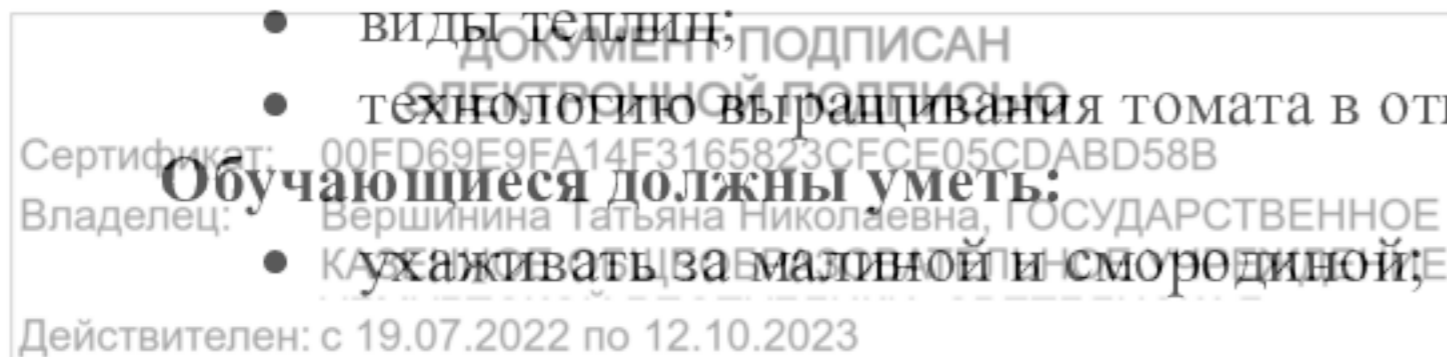 виды теплиц;
ДОКУМЕНТ ПОДПИСАН
ЭЛЕКТРОННОЙ ПОДПИСЬЮ
технологию выращивания томата в от
Сертификат: 00FD69E9FA14F3165823CFCE05CDABD58B
Обучающиеся должны уметь:
Владелец: Вершинина Татьяна Николаевна, ГОСУДАРСТВЕННОЕ
ухаживать за малиной и смородиной;
Действителен: с 19.07.2022 по 12.10.2023